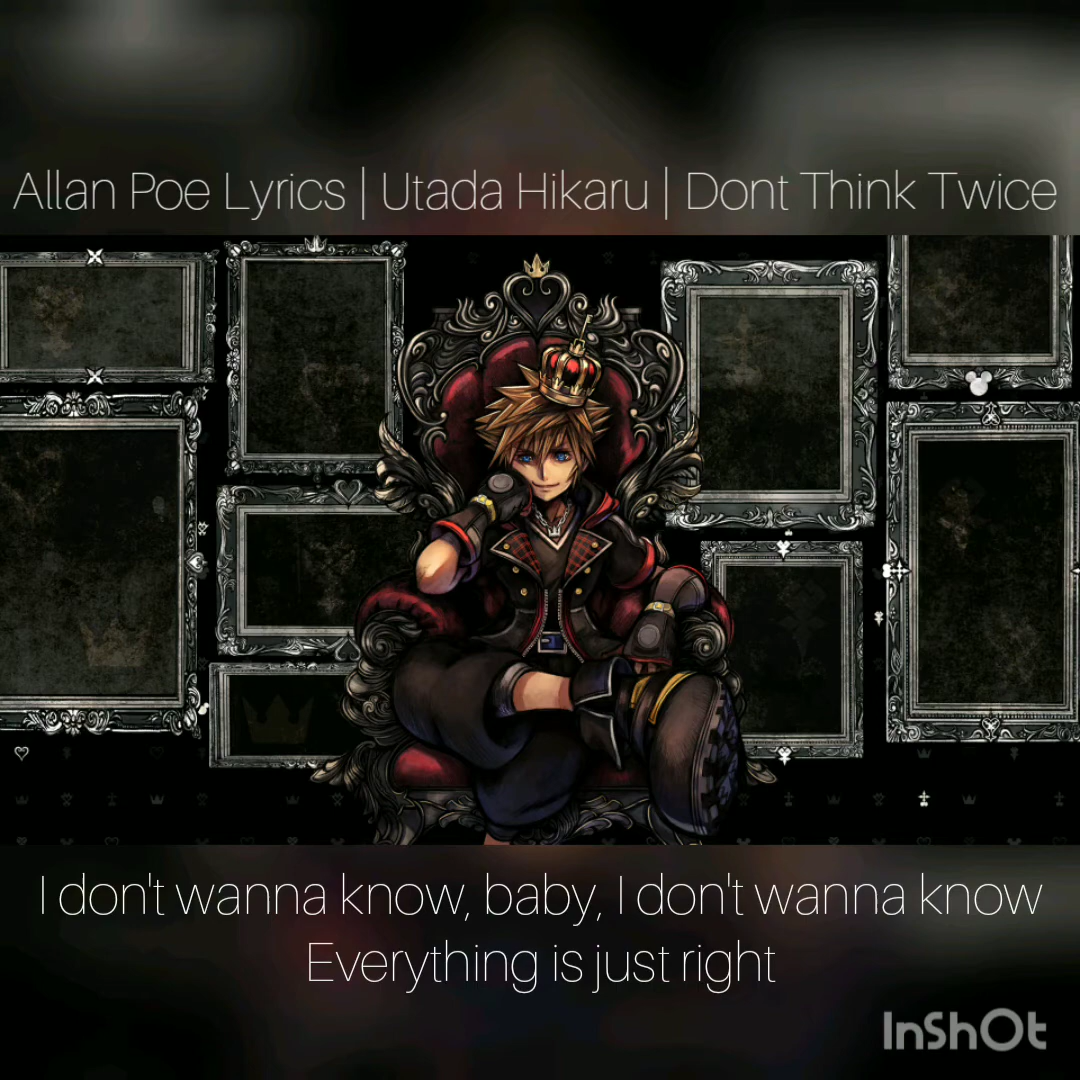 Allan Poe Lyrics | Utada Hikaru | Dont Think Twice
I don't wanna know, baby, I don't wanna know
Everything is just right
InShOt